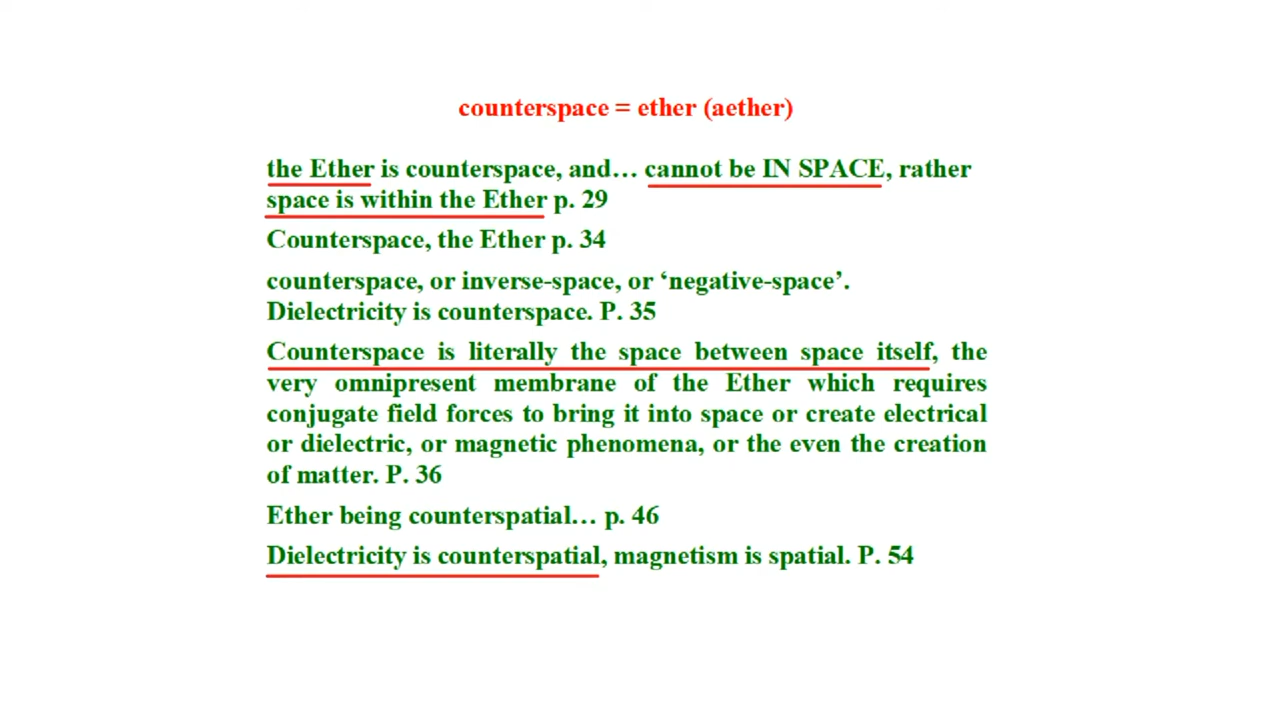 counterspace = ether (aether)
the Ether is counterspace, and… cannot be IN SPACE, rather
space is within the Ether p. 29
Counterspace, the Ether p. 34
counterspace, or inverse-space, or ‘negative-space’.
Dielectricity is counterspace. P. 35
Counterspace is literally the space between space itself, the
very omnipresent membrane of the Ether which requires
conjugate field forces to bring it into space or create electrical
or dielectric, or magnetic phenomena, or the even the creation
of matter. P. 36
Ether being counterspatial… p. 46
Dielectricity is counterspatial, magnetism is spatial. P. 54